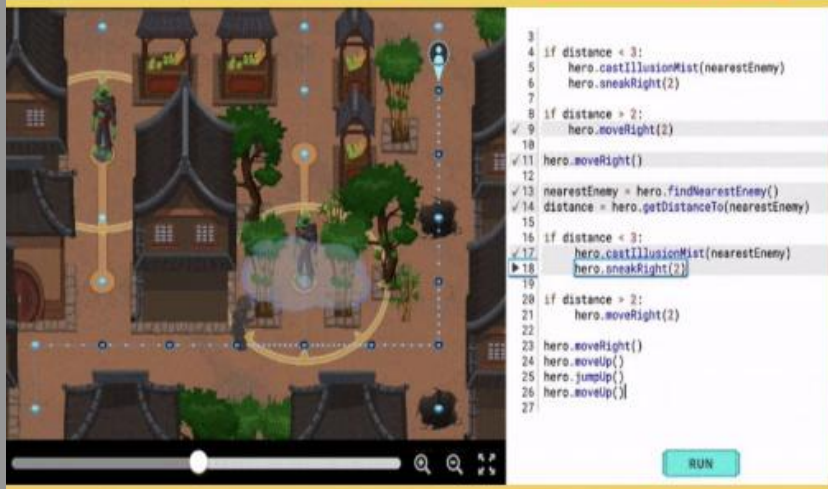 3
4 if distance < 3:
5 hero.castIllusionMist(nearestEnemy)
6 hero.sneakRight(2)
7
8 if distance > 2:
9 hero.moveRight(2)
10
11 hero.moveRight()
12
13 nearestEnemy = hero.findNearestEnemy()
14 distance = hero.getDistanceTo(nearestEnemy)
15
16 if distance < 3:
17 hero.castIllusionMist(nearestEnemy)
18 hero.sneakRight(2)
19
20 if distance > 2:
21 hero.moveRight(2)
22
23 hero.moveRight()
24 hero.moveUp()
25 hero.jumpUp()
26 hero.moveUp()
27
RUN